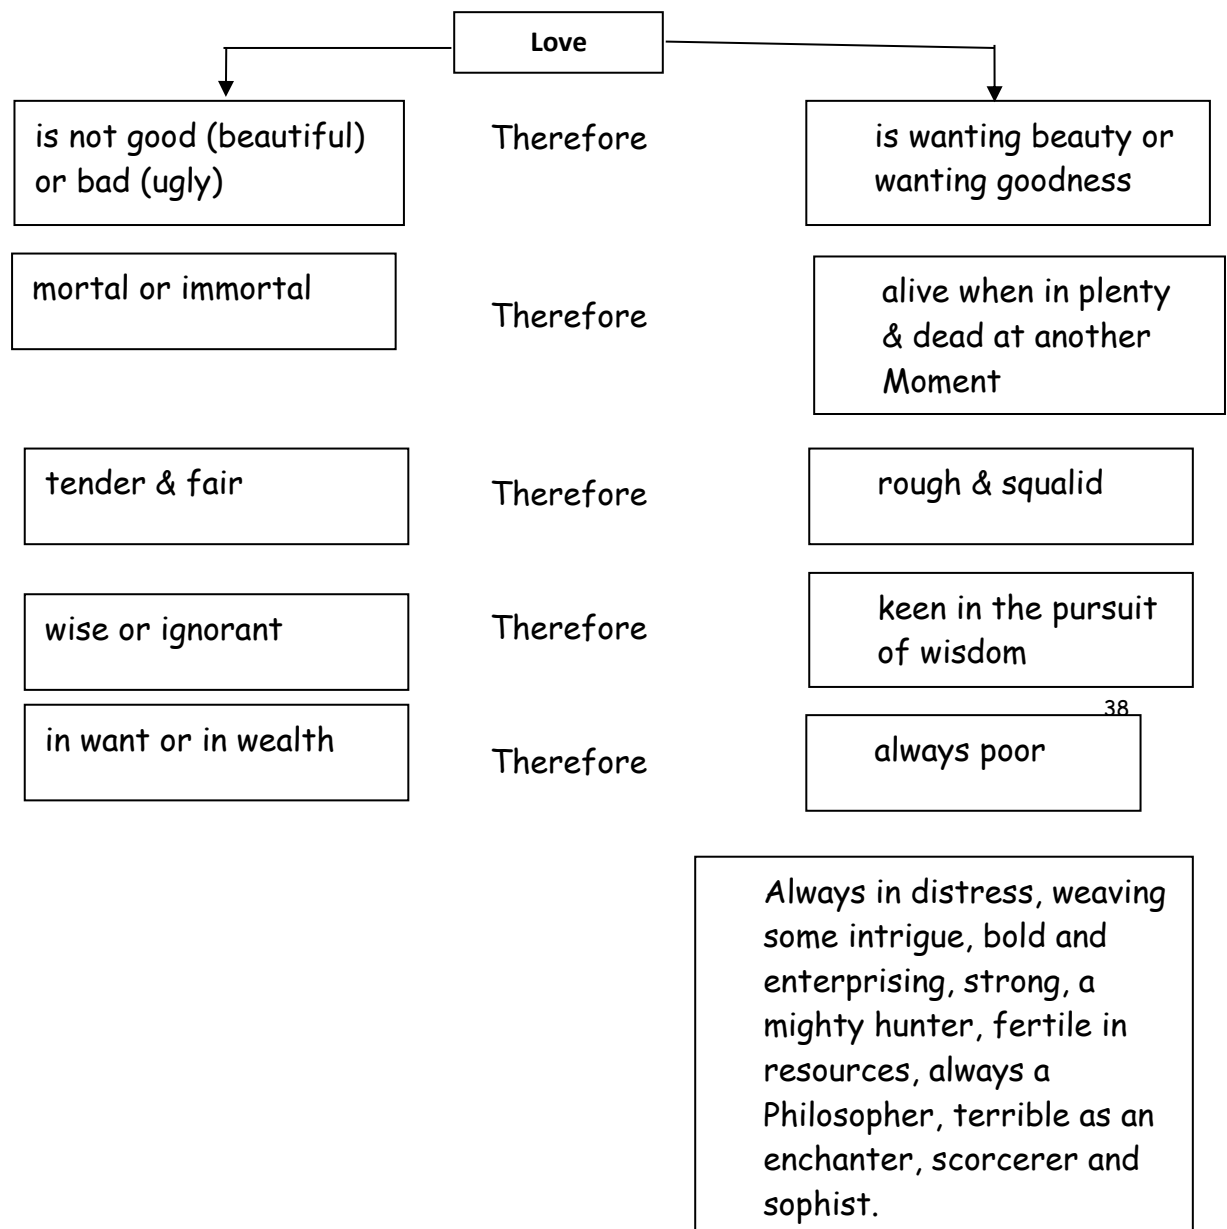 Love
is not good (beautiful)
or bad (ugly)
Therefore
is wanting beauty or
wanting goodness
mortal or immortal
Therefore
alive when in plenty
& dead at another
Moment
tender & fair
Therefore
rough & squalid
wise or ignorant
Therefore
keen in the pursuit
of wisdom
38
in want or in wealth
Therefore
always poor
Always in distress, weaving
some intrigue, bold and
enterprising, strong, a
mighty hunter, fertile in
resources, always a
Philosopher, terrible as an
enchanter, scorcerer and
sophist.